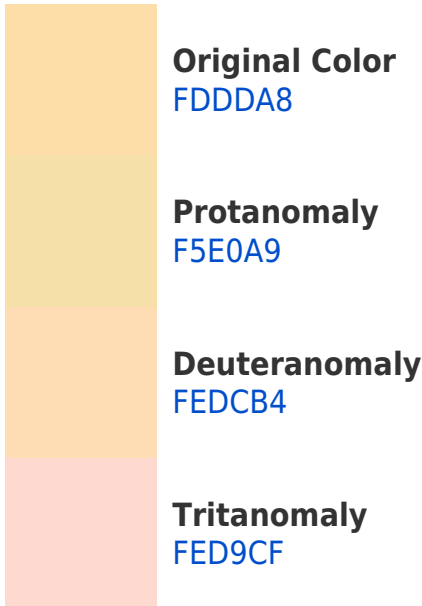 Original Color
FDDDA8
Protanomaly
F5E0A9
Deuteranomaly
FEDCB4
Tritanomaly
FED9CF